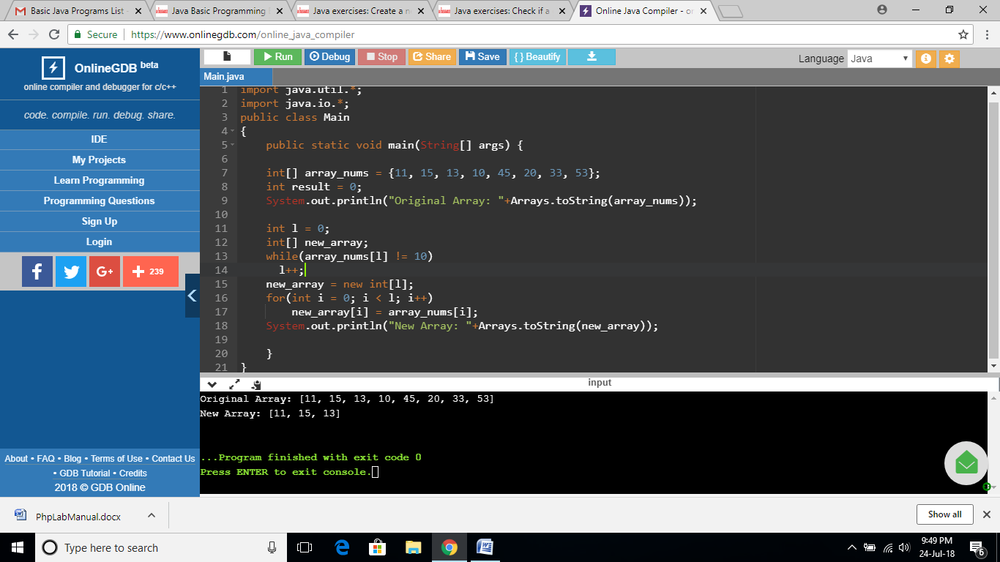 Basic Java Programs List
Java Basic Programming
Java exercises: Create a n
Java exercises: Check if a
Online Java Compiler - o
Secure
https://www.onlinegdb.com/online_java_compiler
OnlineGDB beta
online compiler and debugger for c/c++
code. compile. run. debug. share.
IDE
My Projects
Learn Programming
Programming Questions
Sign Up
Login
f
G+
+ 239
About • FAQ • Blog • Terms of Use • Contact Us
• GDB Tutorial • Credits
2018 © GDB Online
Run
Debug
Stop
Share
Save
{ } Beautify
Language Java
Main.java
1 import java.util.*;
2 import java.io.*;
3 public class Main
4 {
5 public static void main(String[] args) {
6
7 int[] array_nums = {11, 15, 13, 10, 45, 20, 33, 53};
8 int result = 0;
9 System.out.println("Original Array: "+Arrays.toString(array_nums));
10
11 int l = 0;
12 int[] new_array;
13 while(array_nums[l] != 10)
14 l++;
15 new_array = new int[l];
16 for(int i = 0; i < l; i++)
17 new_array[i] = array_nums[i];
18 System.out.println("New Array: "+Arrays.toString(new_array));
19
20 }
21 }
input
Original Array: [11, 15, 13, 10, 45, 20, 33, 53]
New Array: [11, 15, 13]
...Program finished with exit code 0
Press ENTER to exit console.
PhpLabManual.docx
Show all
Type here to search
9:49 PM
24-Jul-18
6